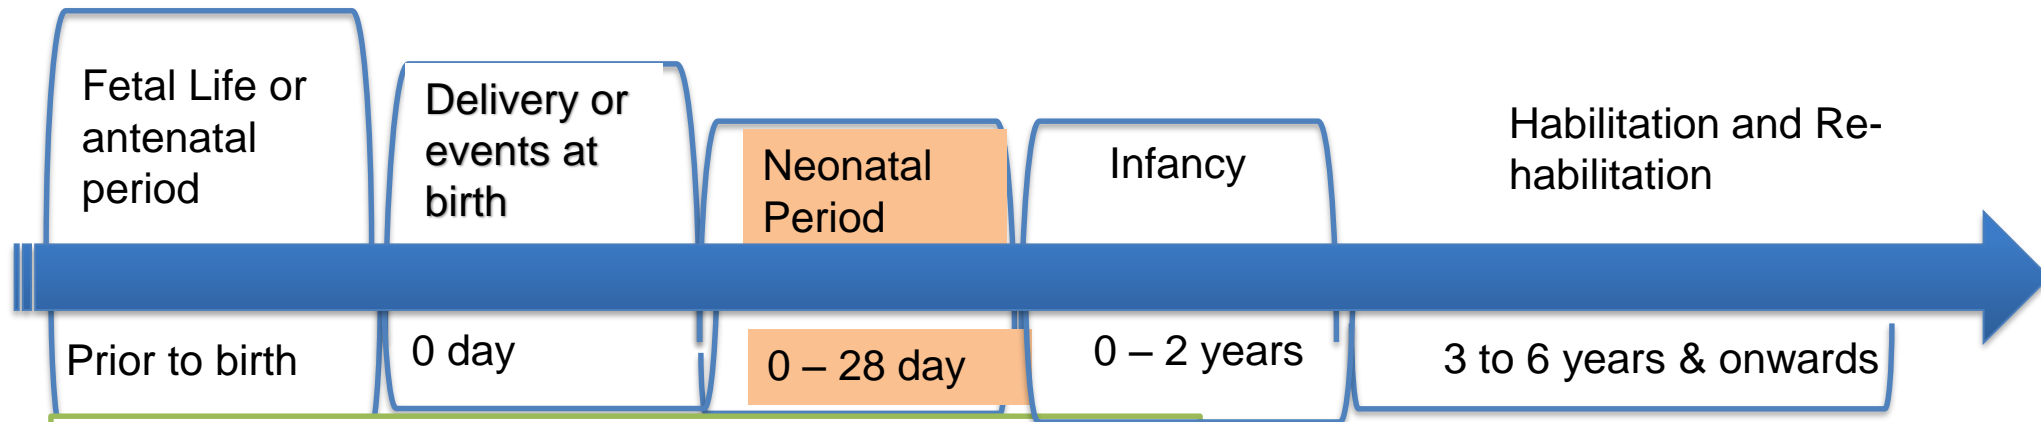 Fetal Life or
antenatal
period
Delivery or
events at
birth
Neonatal
Period
Infancy
Habilitation and Re-
habilitation
Prior to birth
0 day
0 – 28 day
0 – 2 years
3 to 6 years & onwards